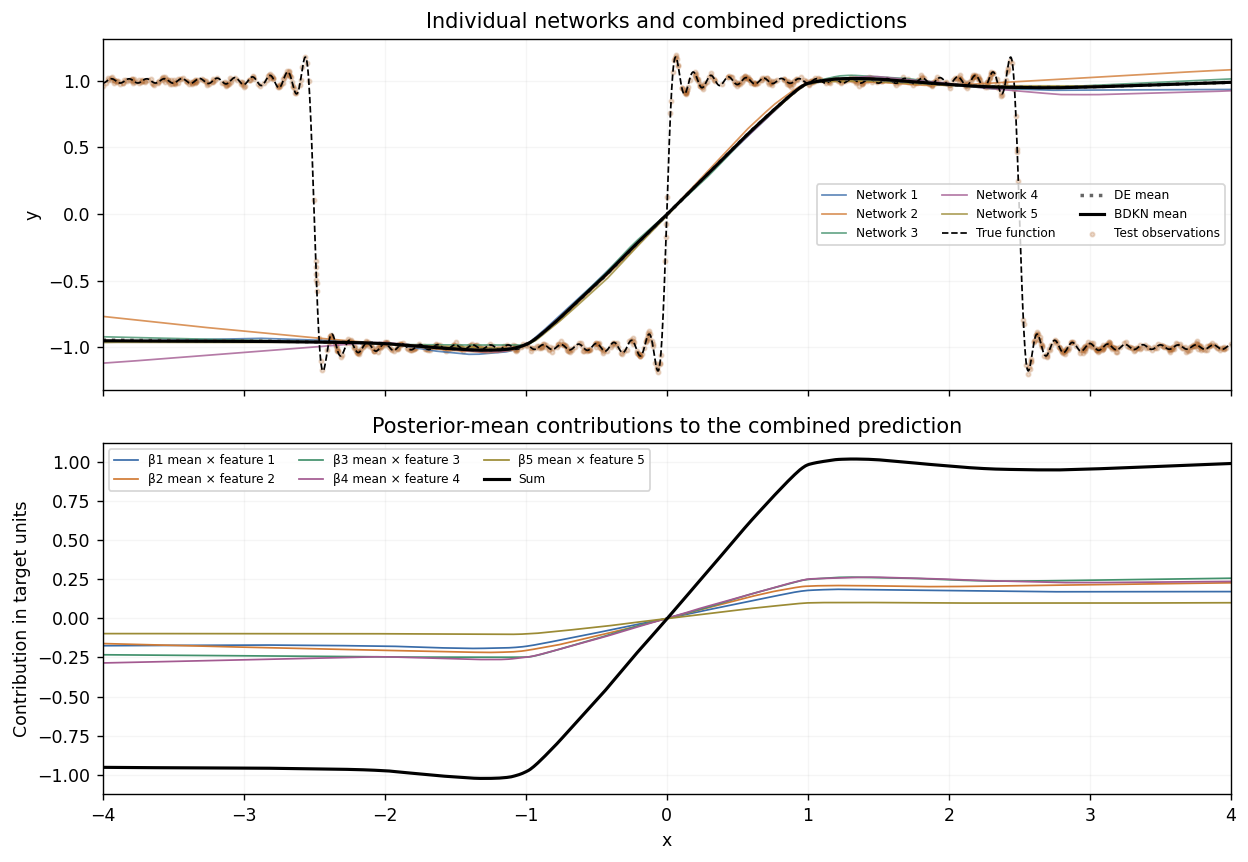 Individual networks and combined predictions
1.0
0.5
0.0
−0.5
−1.0
y
Network 1 Network 4 DE mean
Network 2 Network 5 BDKN mean
Network 3 True function Test observations
Posterior-mean contributions to the combined prediction
β1 mean × feature 1 β3 mean × feature 3 β5 mean × feature 5
β2 mean × feature 2 β4 mean × feature 4 Sum
1.00
0.75
0.50
0.25
0.00
−0.25
−0.50
−0.75
−1.00
Contribution in target units
−4 −3 −2 −1 0 1 2 3 4
x